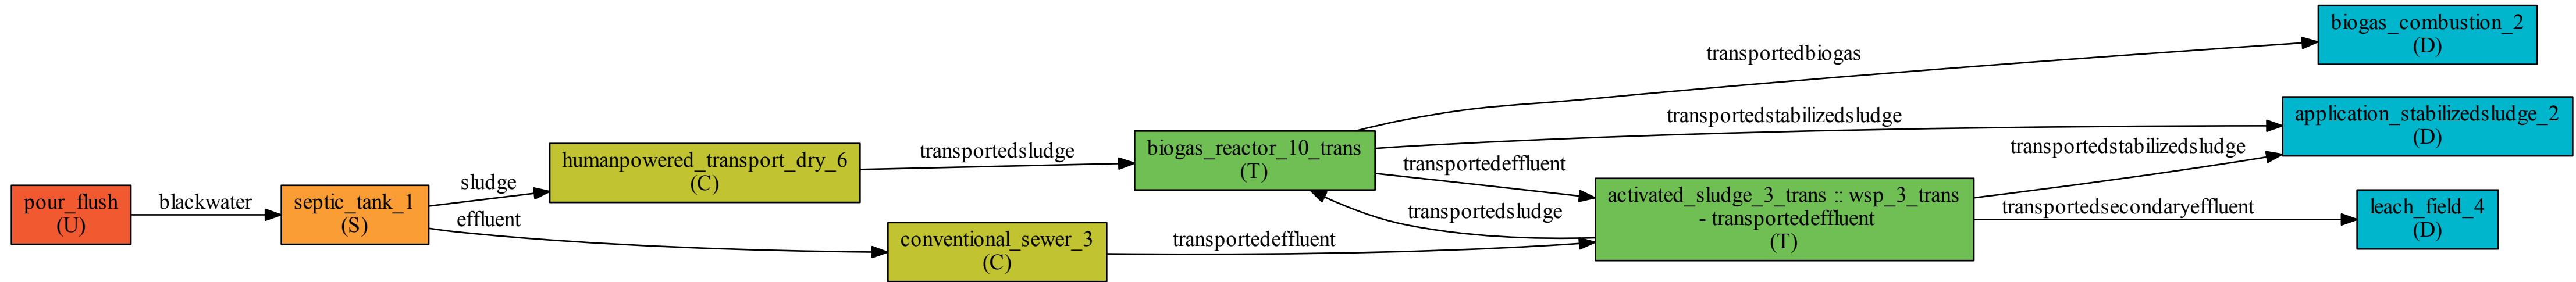 pour_flush
(U)
blackwater
septic_tank_1
(S)
sludge
effluent
humanpowered_transport_dry_6
(C)
conventional_sewer_3
(C)
transportedsludge
transportedeffluent
biogas_reactor_10_trans
(T)
transportedbiogas
transportedstabilizedsludge
transportedeffluent
transportedsludge
activated_sludge_3_trans :: wsp_3_trans
- transportedeffluent
(T)
transportedstabilizedsludge
transportedsecondaryeffluent
biogas_combustion_2
(D)
application_stabilizedsludge_2
(D)
leach_field_4
(D)